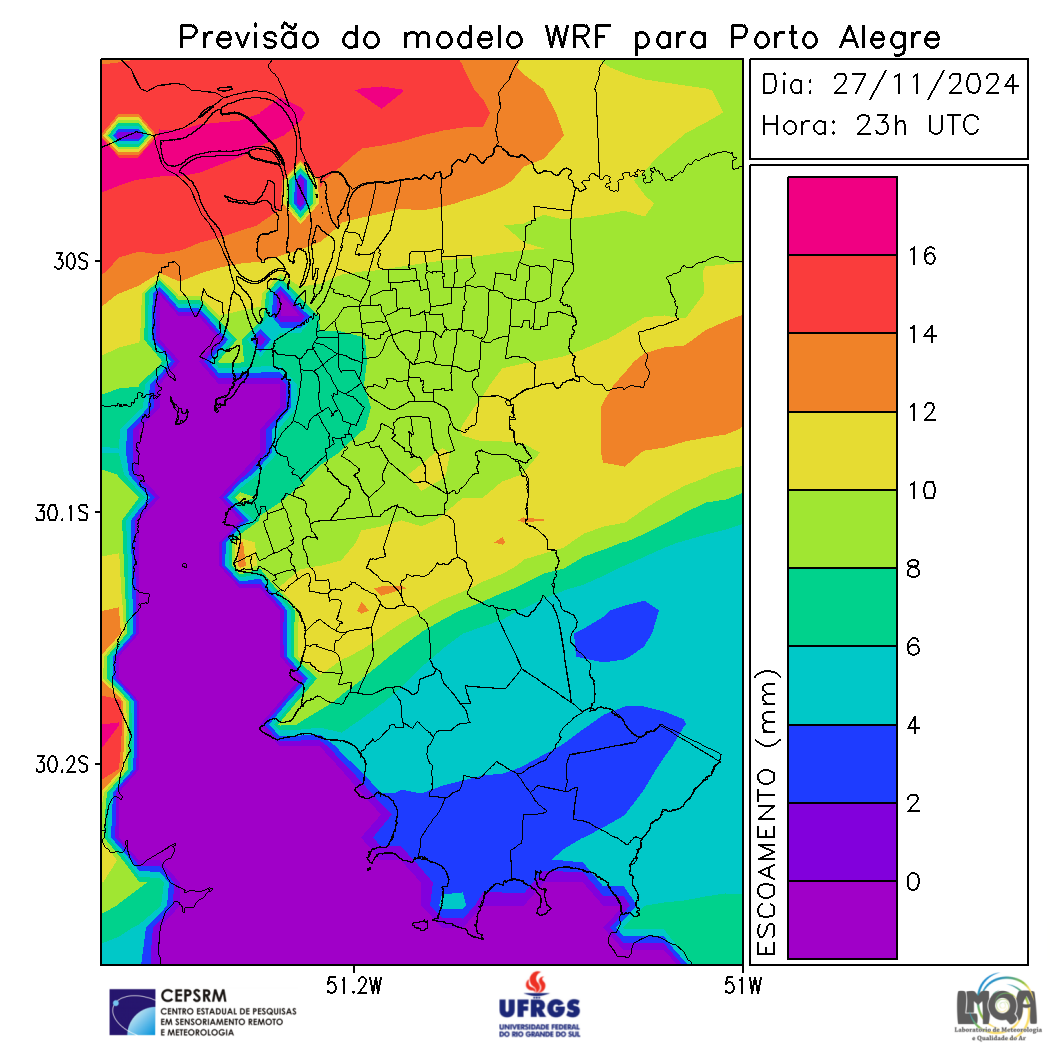 Previsão do modelo WRF para Porto Alegre
Dia: 27/11/2024
Hora: 23h UTC
30S
30.1S
30.2S
51.2W
51W
ESCOAMENTO (mm)
16
14
12
10
8
6
4
2
0
CEPSRM
CENTRO ESTADUAL DE PESQUISAS
EM SENSORIAMENTO REMOTO
E METEOROLOGIA
UFRGS
UNIVERSIDADE FEDERAL
DO RIO GRANDE DO SUL
LMQA
Laboratório de Meteorologia
e Qualidade do Ar